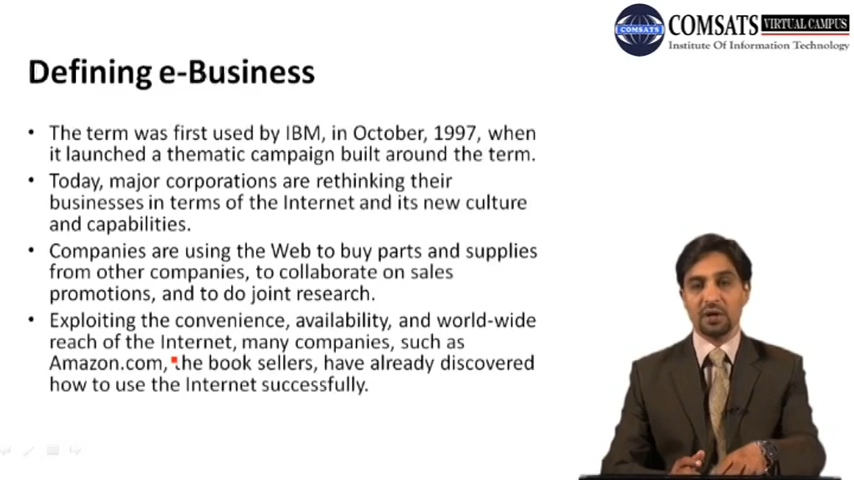 COMSATS
COMSATS VIRTUAL CAMPUS
Institute Of Information Technology
Defining e-Business
• The term was first used by IBM, in October, 1997, when
it launched a thematic campaign built around the term.
• Today, major corporations are rethinking their
businesses in terms of the Internet and its new culture
and capabilities.
• Companies are using the Web to buy parts and supplies
from other companies, to collaborate on sales
promotions, and to do joint research.
• Exploiting the convenience, availability, and world-wide
reach of the Internet, many companies, such as
Amazon.com, the book sellers, have already discovered
how to use the Internet successfully.